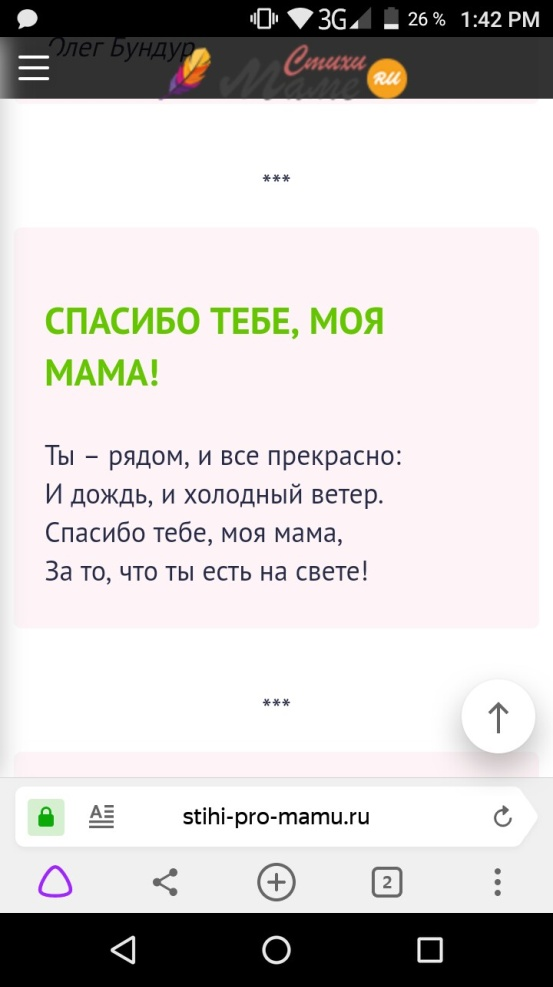 3G 26 % 1:42 PM
Олег Бундур
Стихи
Маме RU
***
СПАСИБО ТЕБЕ, МОЯ
МАМА!
Ты – рядом, и все прекрасно:
И дождь, и холодный ветер.
Спасибо тебе, моя мама,
За то, что ты есть на свете!
***
stihi-pro-mamu.ru
2